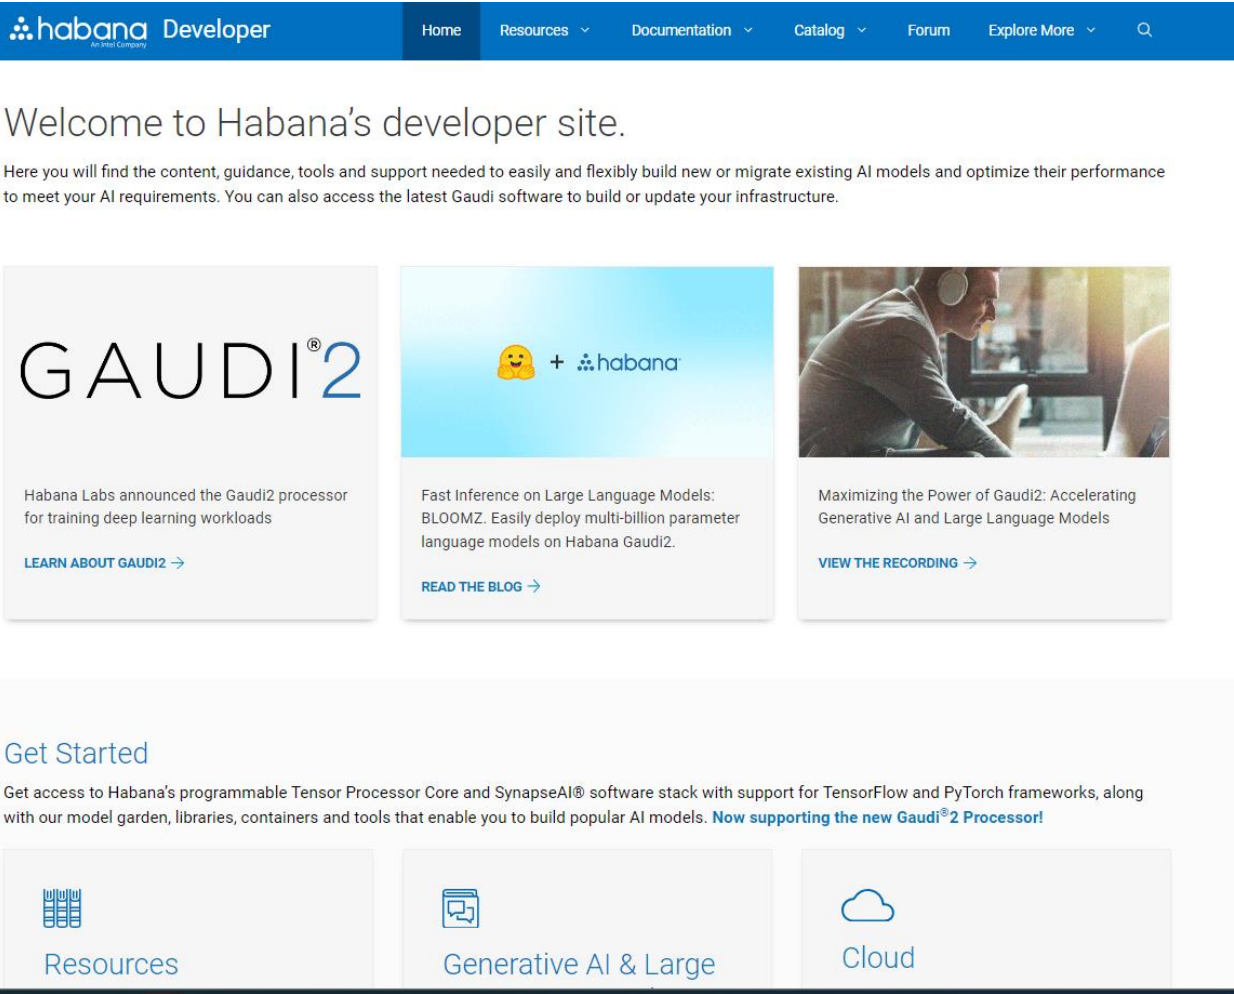 habana Developer
An Intel Company
Home Resources Documentation Catalog Forum Explore More
Welcome to Habana’s developer site.
Here you will find the content, guidance, tools and support needed to easily and flexibly build new or migrate existing AI models and optimize their performance
to meet your AI requirements. You can also access the latest Gaudi software to build or update your infrastructure.
GAUDI®2
Habana Labs announced the Gaudi2 processor
for training deep learning workloads
LEARN ABOUT GAUDI2 →
+ habana
Fast Inference on Large Language Models:
BLOOMZ. Easily deploy multi-billion parameter
language models on Habana Gaudi2.
READ THE BLOG →
Maximizing the Power of Gaudi2: Accelerating
Generative AI and Large Language Models
VIEW THE RECORDING →
Get Started
Get access to Habana’s programmable Tensor Processor Core and SynapseAI® software stack with support for TensorFlow and PyTorch frameworks, along
with our model garden, libraries, containers and tools that enable you to build popular AI models. Now supporting the new Gaudi®2 Processor!
Resources
Generative AI & Large
Cloud